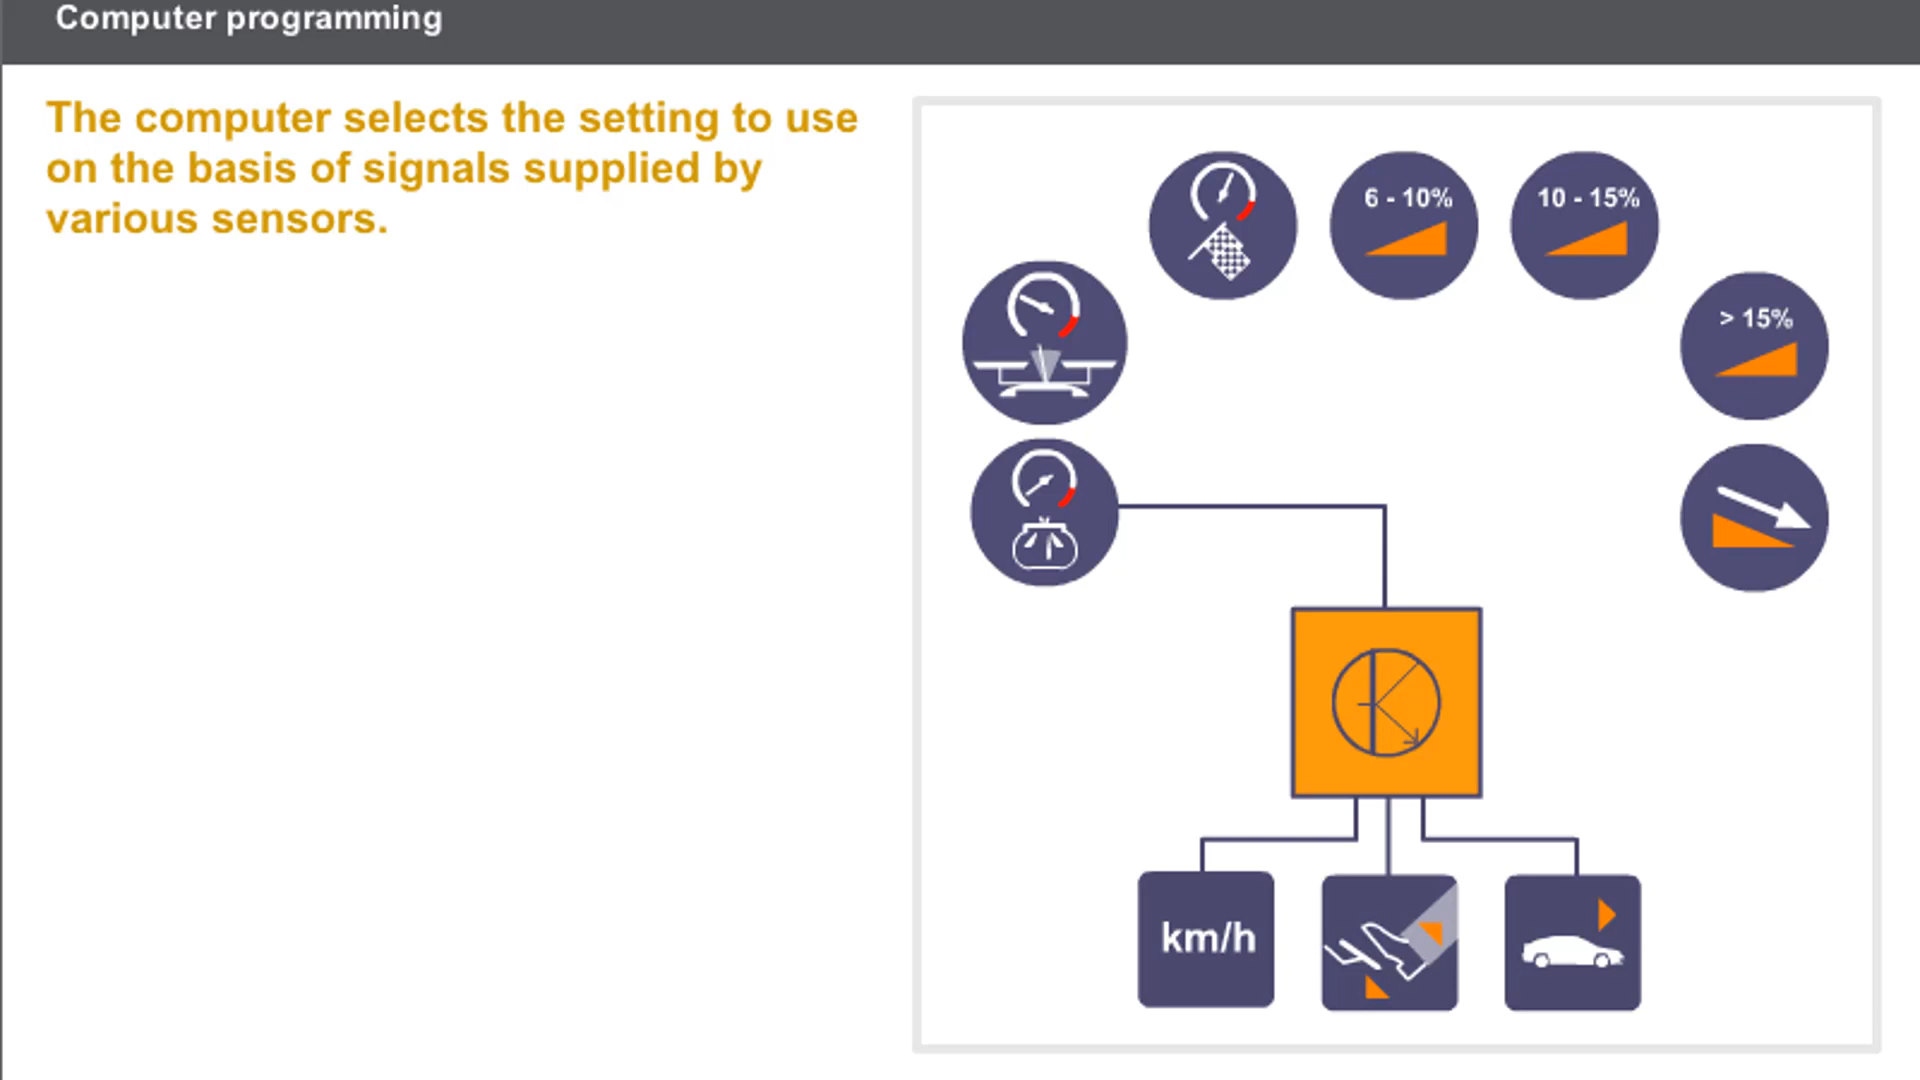 Computer programming
The computer selects the setting to use
on the basis of signals supplied by
various sensors.
6 - 10%
10 - 15%
> 15%
km/h